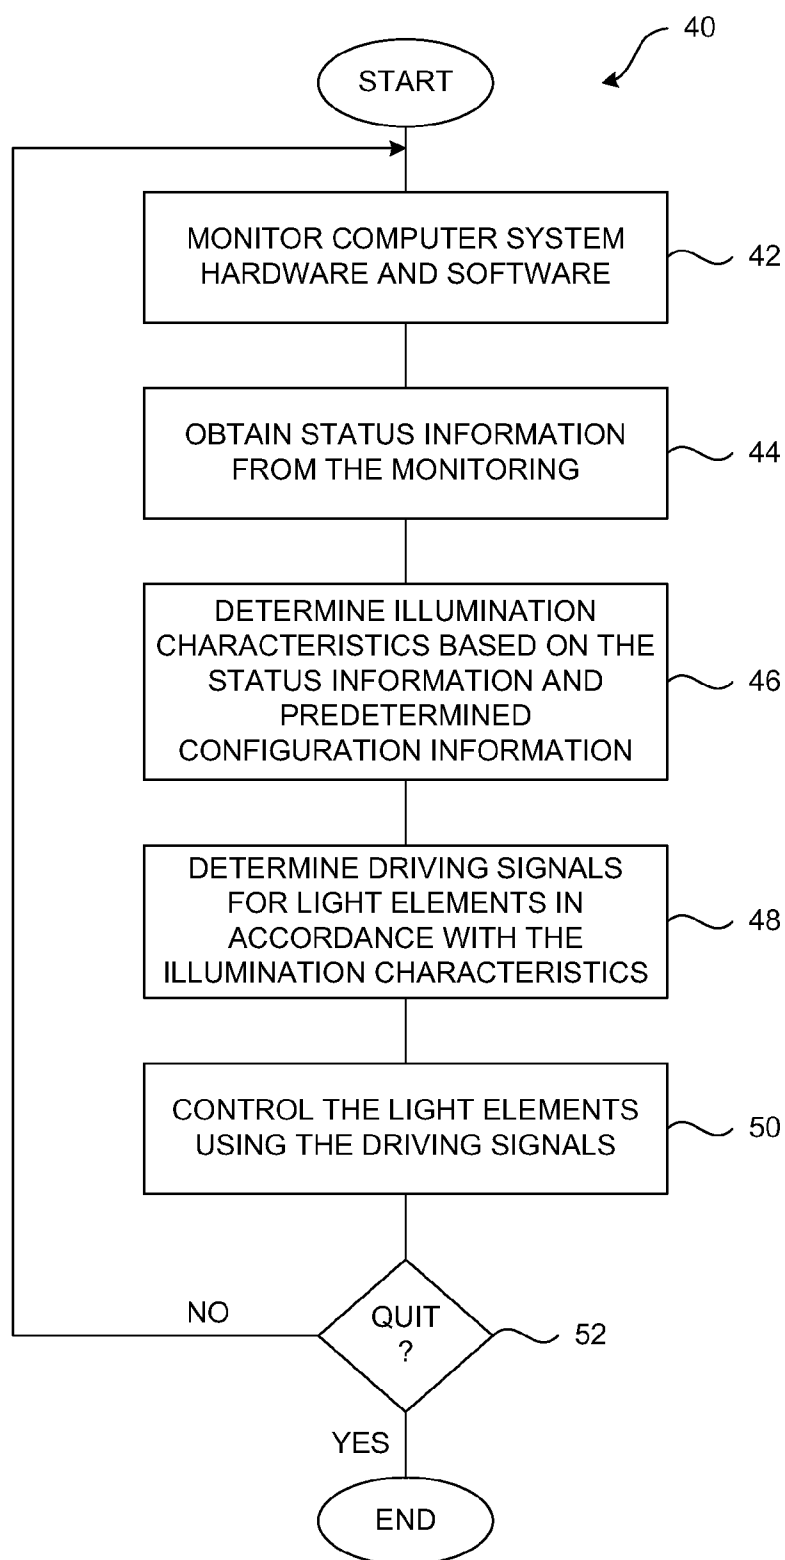 40
START
MONITOR COMPUTER SYSTEM
HARDWARE AND SOFTWARE
42
OBTAIN STATUS INFORMATION
FROM THE MONITORING
44
DETERMINE ILLUMINATION
CHARACTERISTICS BASED ON THE
STATUS INFORMATION AND
PREDETERMINED
CONFIGURATION INFORMATION
46
DETERMINE DRIVING SIGNALS
FOR LIGHT ELEMENTS IN
ACCORDANCE WITH THE
ILLUMINATION CHARACTERISTICS
48
CONTROL THE LIGHT ELEMENTS
USING THE DRIVING SIGNALS
50
NO
QUIT
?
52
YES
END